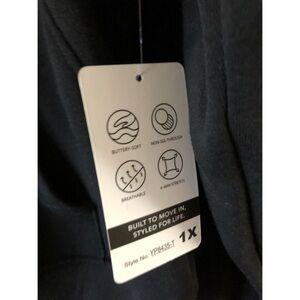 BUTTERY-SOFT
NON-SEE-THROUGH
BREATHABLE
4-WAY STRETCH
BUILT TO MOVE IN,
STYLED FOR LIFE.
Style No: YP8435-T 1X